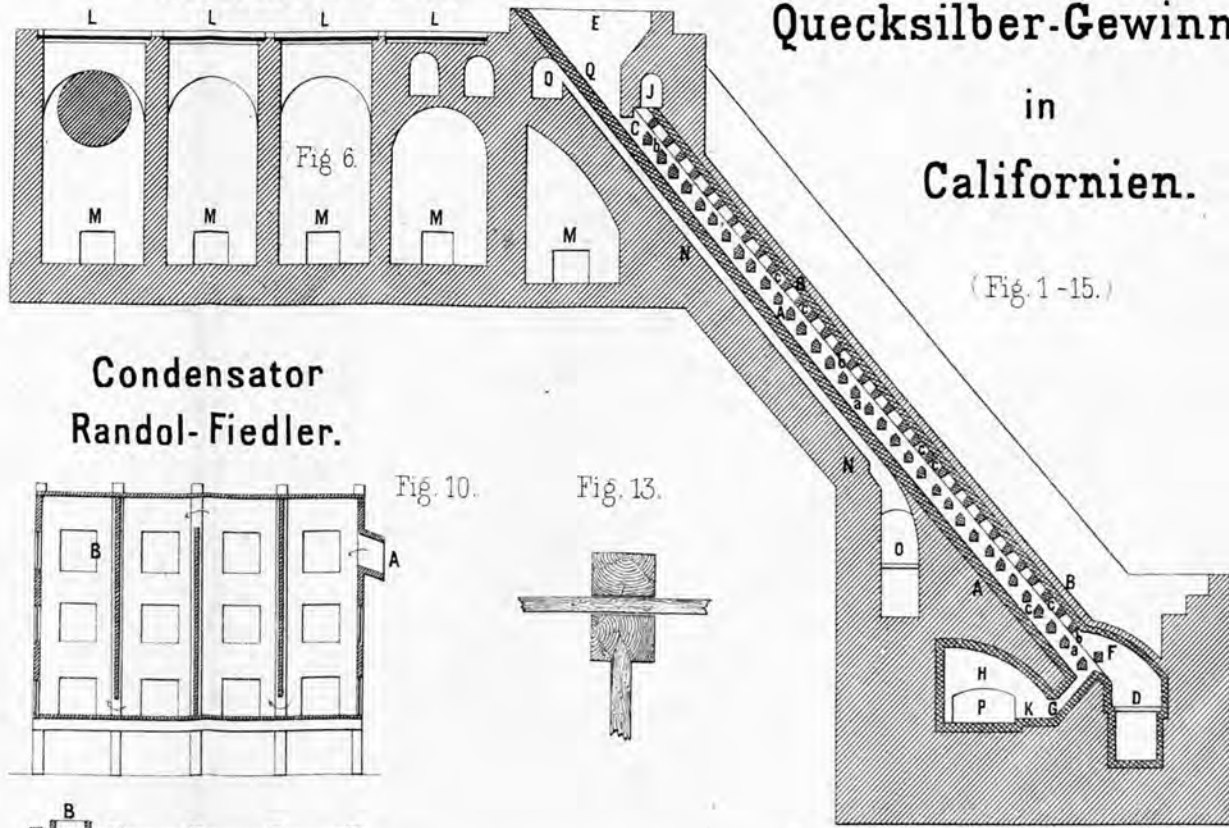 Quecksilber-Gewinn
in
Californien.
(Fig. 1-15.)
L L L L
E
Q Q
J
C
b
Fig. 6.
M M M M M
N
c B
c
A
b
a
N
c
c
O
A B
c c
b
a F
H
P K G D
Condensator
Randol-Fiedler.
Fig. 10.
B A
Fig. 13.
B